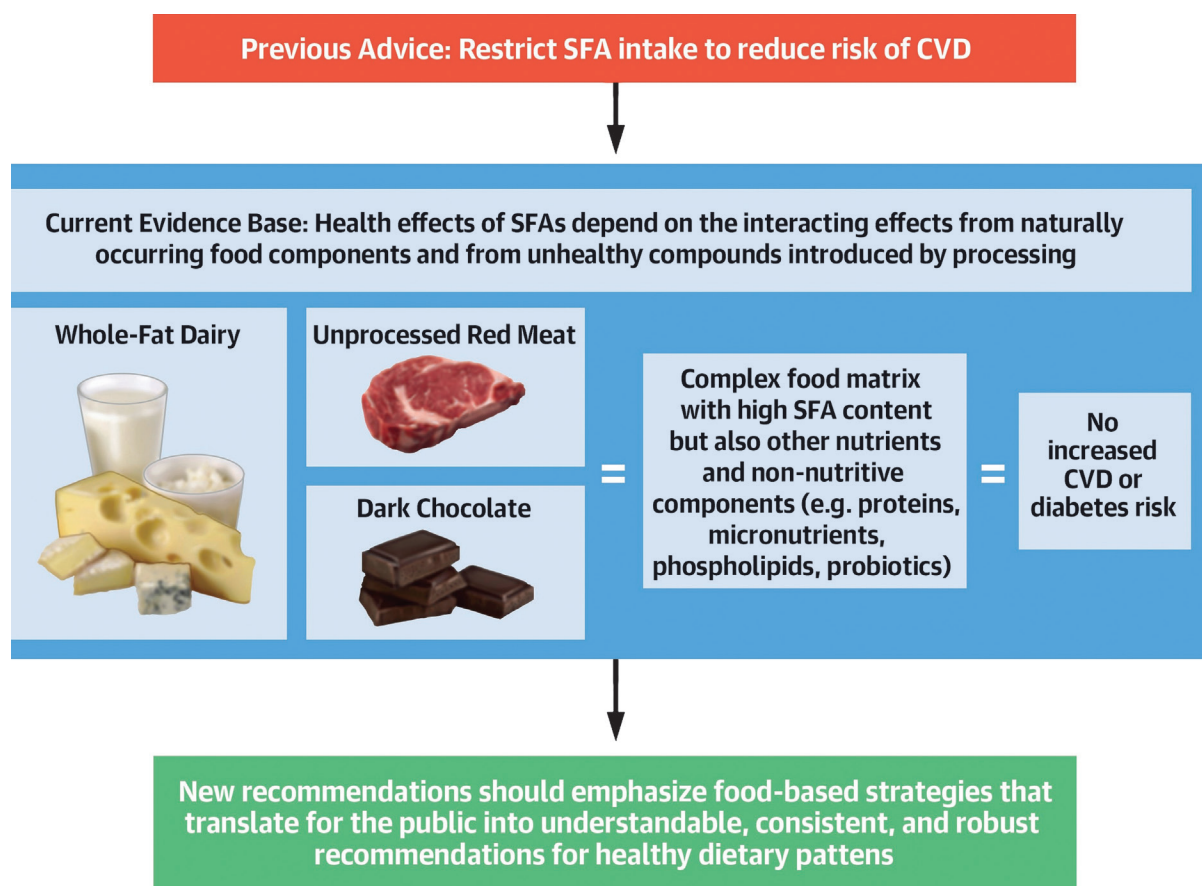 Previous Advice: Restrict SFA intake to reduce risk of CVD
Current Evidence Base: Health effects of SFAs depend on the interacting effects from naturally
occurring food components and from unhealthy compounds introduced by processing
Whole-Fat Dairy
Unprocessed Red Meat
Dark Chocolate
=
Complex food matrix
with high SFA content
but also other nutrients
and non-nutritive
components (e.g. proteins,
micronutrients,
phospholipids, probiotics)
=
No
increased
CVD or
diabetes risk
New recommendations should emphasize food-based strategies that
translate for the public into understandable, consistent, and robust
recommendations for healthy dietary pattens